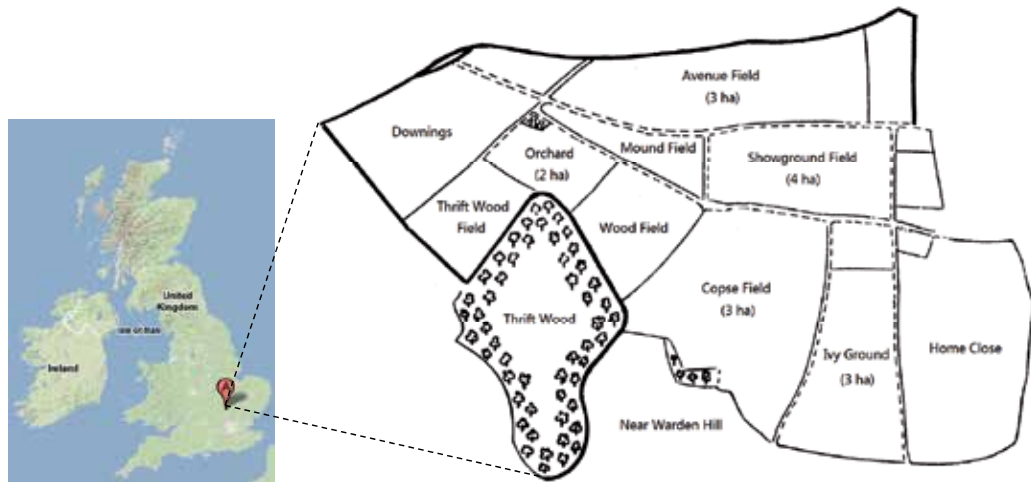 United
Kingdom
Isle of Man
Ireland
A
Avenue Field
(3 ha)
Downings
Mound Field
Orchard
(2 ha)
Showground Field
(4 ha)
Thrift Wood
Field
Wood Field
Copse Field
(3 ha)
Thrift Wood
Ivy Ground
(3 ha)
Home Close
Near Warden Hill